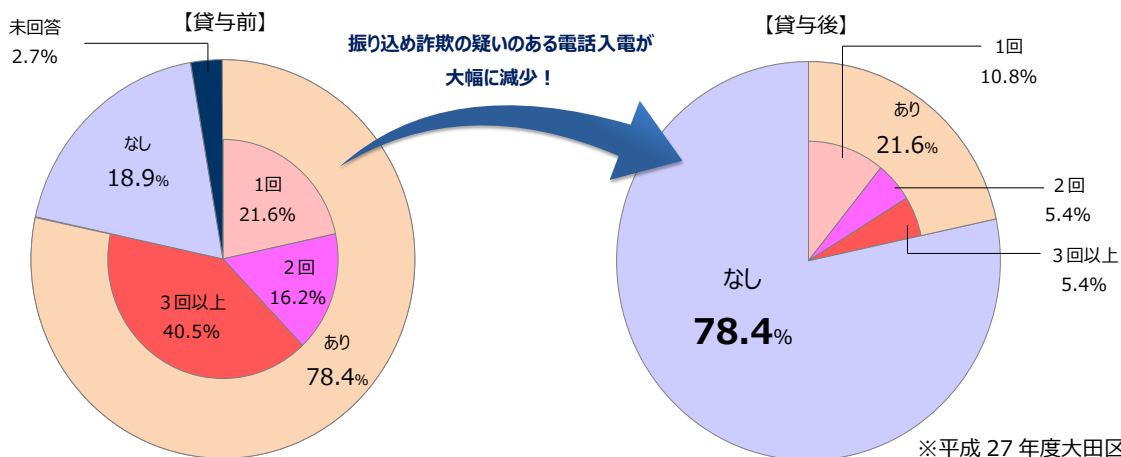 【貸与前】
未回答
2.7%
なし
18.9%
1回
21.6%
2回
16.2%
3回以上
40.5%
あり
78.4%
振り込め詐欺の疑いのある電話入電が
大幅に減少！
【貸与後】
1回
10.8%
あり
21.6%
2回
5.4%
3回以上
5.4%
なし
78.4%
※平成 27 年度大田区